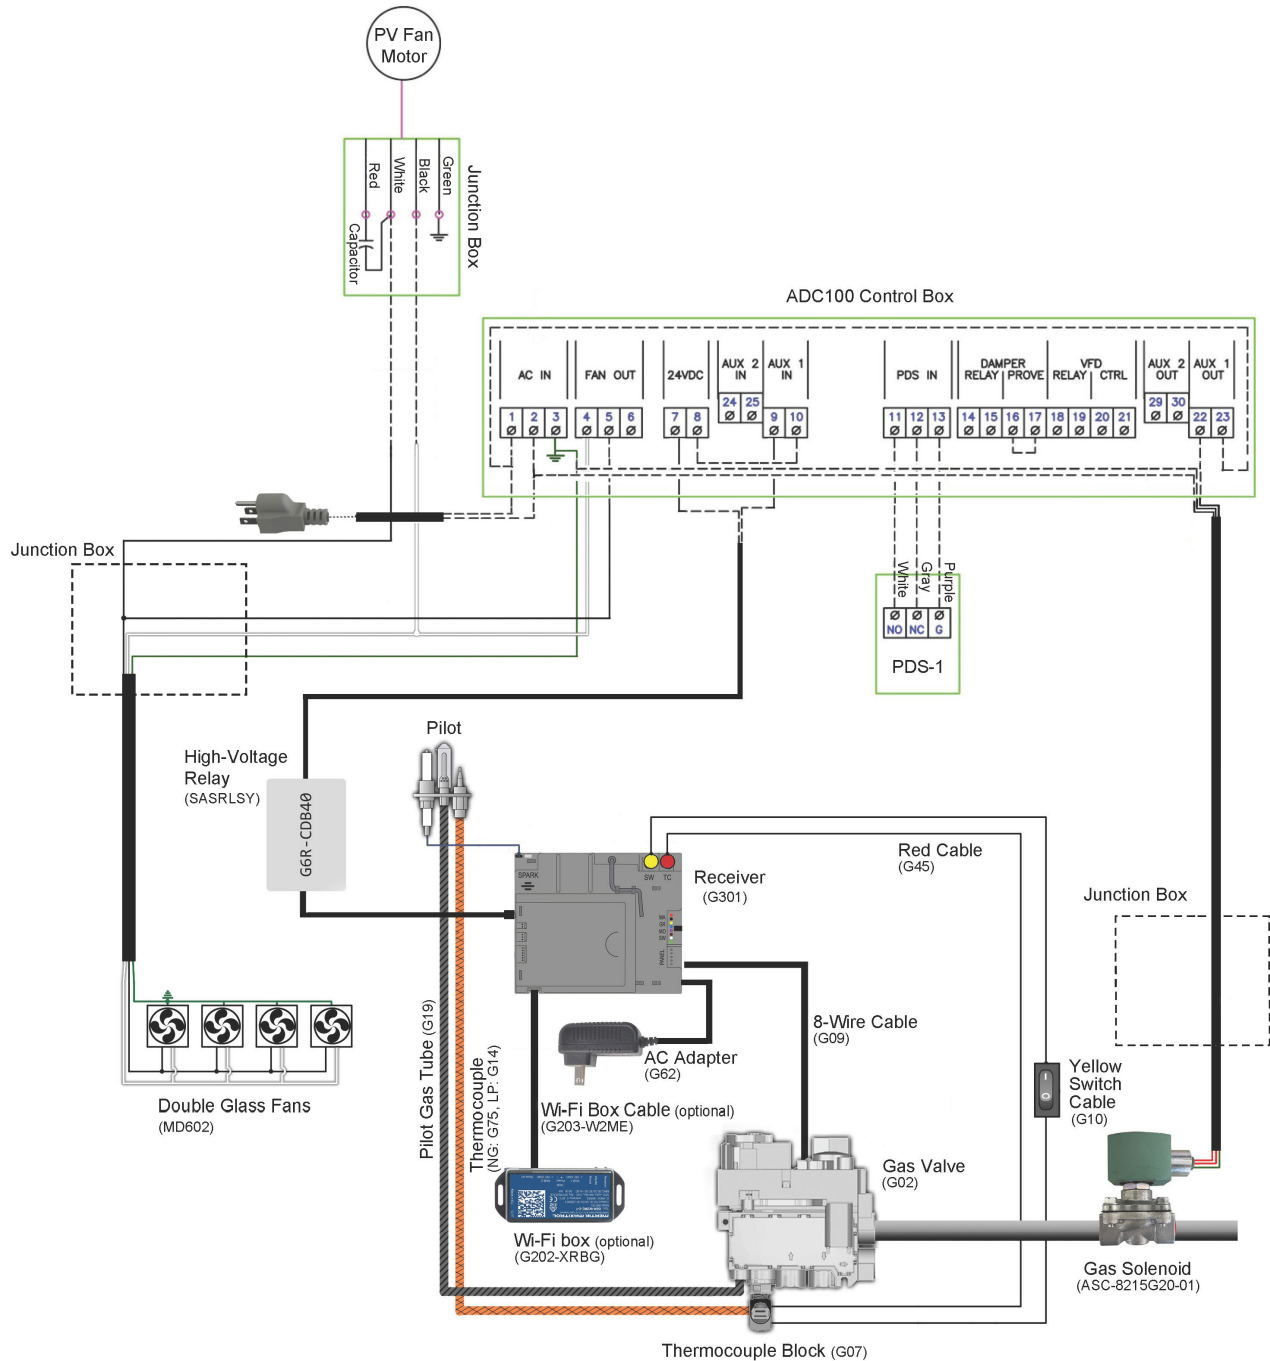 PV Fan
Motor
Red
White
Black
Green
Capacitor
Junction Box
ADC100 Control Box
AC IN
FAN OUT
24VDC
AUX 2
IN
AUX 1
IN
PDS IN
DAMPER
RELAY PROVE
VFD
RELAY CTRL
AUX 2
OUT
AUX 1
OUT
1 2 3
4 5 6
7 8
24 25
9 10
11 12 13
14 15 16 17 18 19 20 21
29 30
22 23
White
Gray
Purple
NO NC G
PDS-1
Junction Box
High-Voltage
Relay
(SASRLSY)
G6R-CDB40
Pilot
SPARK
SW TC
PANEL
Receiver
(G301)
Red Cable
(G45)
Junction Box
8-Wire Cable
(G09)
AC Adapter
(G62)
Pilot Gas Tube (G19)
Thermocouple
(NG: G75, LP: G14)
Wi-Fi Box Cable (optional)
(G203-W2ME)
Wi-Fi box (optional)
(G202-XRBG)
Double Glass Fans
(MD602)
Yellow
Switch
Cable
(G10)
Gas Valve
(G02)
Gas Solenoid
(ASC-8215G20-01)
Thermocouple Block (G07)